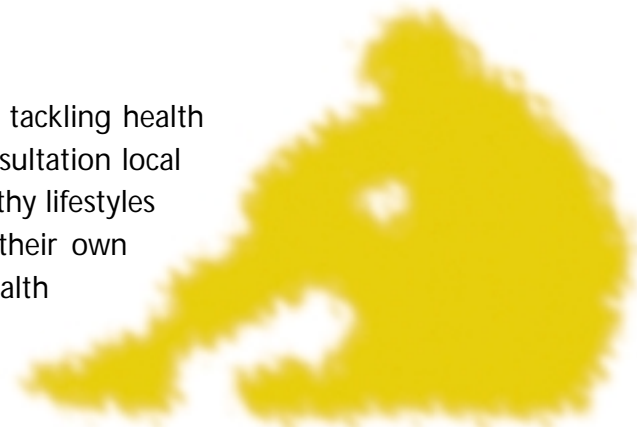 tackling health
sultation local
thy lifestyles
their own
alth